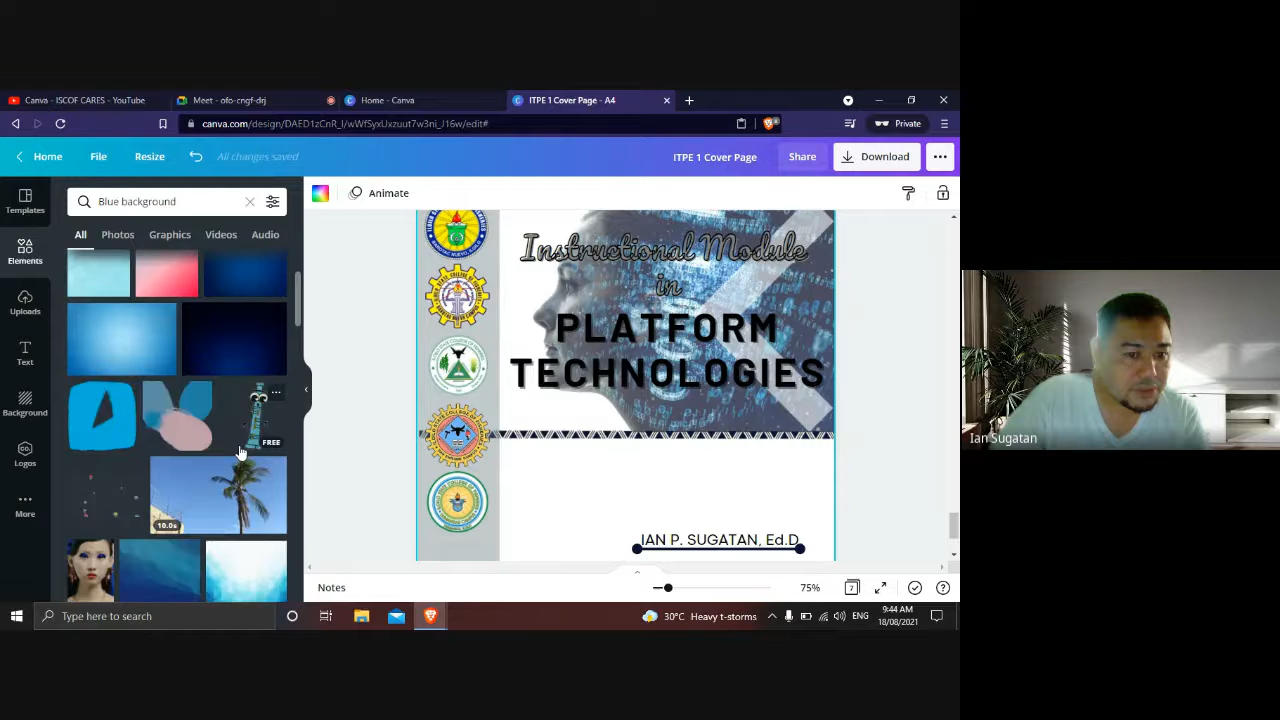 Canva - ISCOF CARES - YouTube
Meet - ofo-cngf-drj
Home - Canva
ITPE 1 Cover Page - A4
canva.com/design/DAED1zCnR_I/wWfSyxUxzuut7w3ni_J16w/edit#
Private
Home
File
Resize
All changes saved
ITPE 1 Cover Page
Share
Download
Templates
Elements
Uploads
Text
Background
Logos
More
Blue background
All
Photos
Graphics
Videos
Audio
FREE
10.0s
Animate
Instructional Module
in
PLATFORM
TECHNOLOGIES
IAN P. SUGATAN, Ed.D
Notes
75%
7
Ian Sugatan
Type here to search
30°C Heavy t-storms
ENG
9:44 AM
18/08/2021